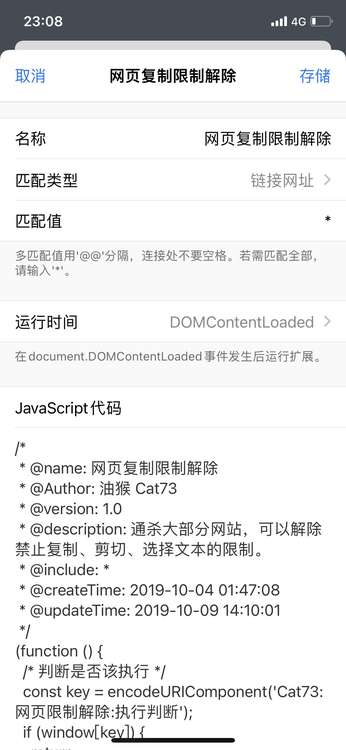 23:08
4G
取消
网页复制限制解除
存储
名称
网页复制限制解除
匹配类型
链接网址
匹配值
*
多匹配值用'@@'分隔，连接处不要空格。若需匹配全部，
请输入'*'。
运行时间
DOMContentLoaded
在document.DOMContentLoaded事件发生后运行扩展。
JavaScript代码
/*
* @name: 网页复制限制解除
* @Author: 油猴 Cat73
* @version: 1.0
* @description: 通杀大部分网站，可以解除
禁止复制、剪切、选择文本的限制。
* @include: *
* @createTime: 2019-10-04 01:47:08
* @updateTime: 2019-10-09 14:10:01
*/
(function () {
/* 判断是否该执行 */
const key = encodeURIComponent('Cat73:
网页限制解除:执行判断');
if (window[key]) {